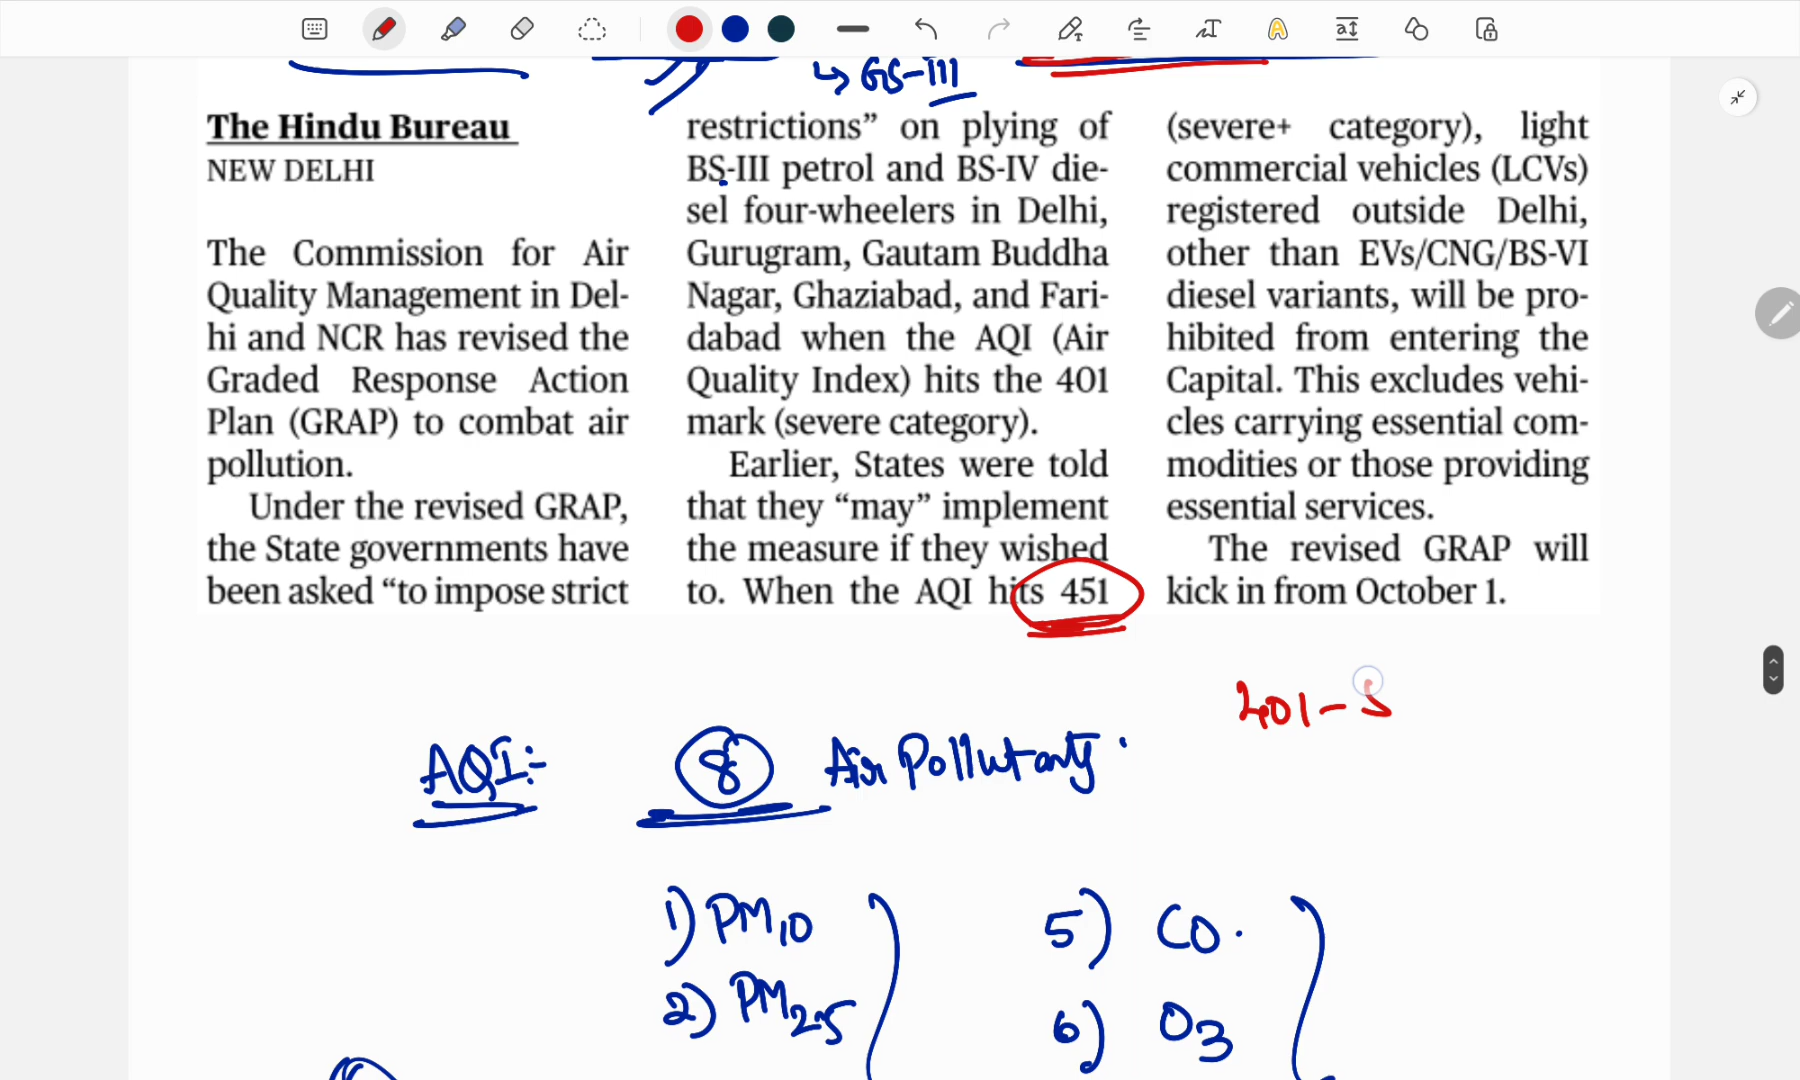 GS-III
The Hindu Bureau
NEW DELHI
The Commission for Air
Quality Management in Del-
hi and NCR has revised the
Graded Response Action
Plan (GRAP) to combat air
pollution.
Under the revised GRAP,
the State governments have
been asked “to impose strict
restrictions” on plying of
BS-III petrol and BS-IV die-
sel four-wheelers in Delhi,
Gurugram, Gautam Buddha
Nagar, Ghaziabad, and Fari-
dabad when the AQI (Air
Quality Index) hits the 401
mark (severe category).
Earlier, States were told
that they “may” implement
the measure if they wished
to. When the AQI hits 451
(severe+ category), light
commercial vehicles (LCVs)
registered outside Delhi,
other than EVs/CNG/BS-VI
diesel variants, will be pro-
hibited from entering the
Capital. This excludes vehi-
cles carrying essential com-
modities or those providing
essential services.
The revised GRAP will
kick in from October 1.
401-S
AQI:- 8 Air Pollutants
1) PM10
2) PM2.5
5) CO.
6) O3